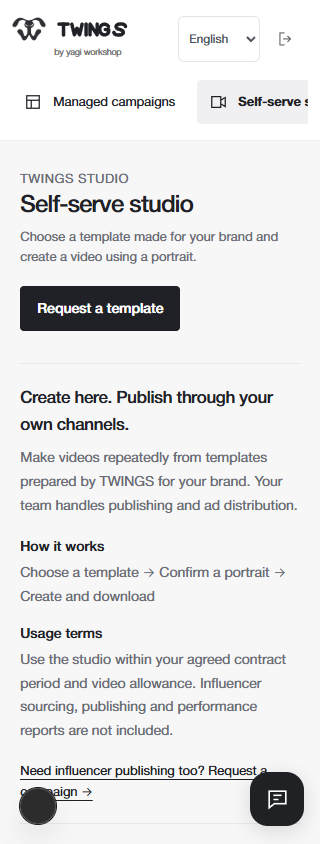 TWINGS
by yagi workshop
English
Managed campaigns
Self-serve s
TWINGS STUDIO
Self-serve studio
Choose a template made for your brand and
create a video using a portrait.
Request a template
Create here. Publish through your
own channels.
Make videos repeatedly from templates
prepared by TWINGS for your brand. Your
team handles publishing and ad distribution.
How it works
Choose a template → Confirm a portrait →
Create and download
Usage terms
Use the studio within your agreed contract
period and video allowance. Influencer
sourcing, publishing and performance
reports are not included.
Need influencer publishing too? Request a
→